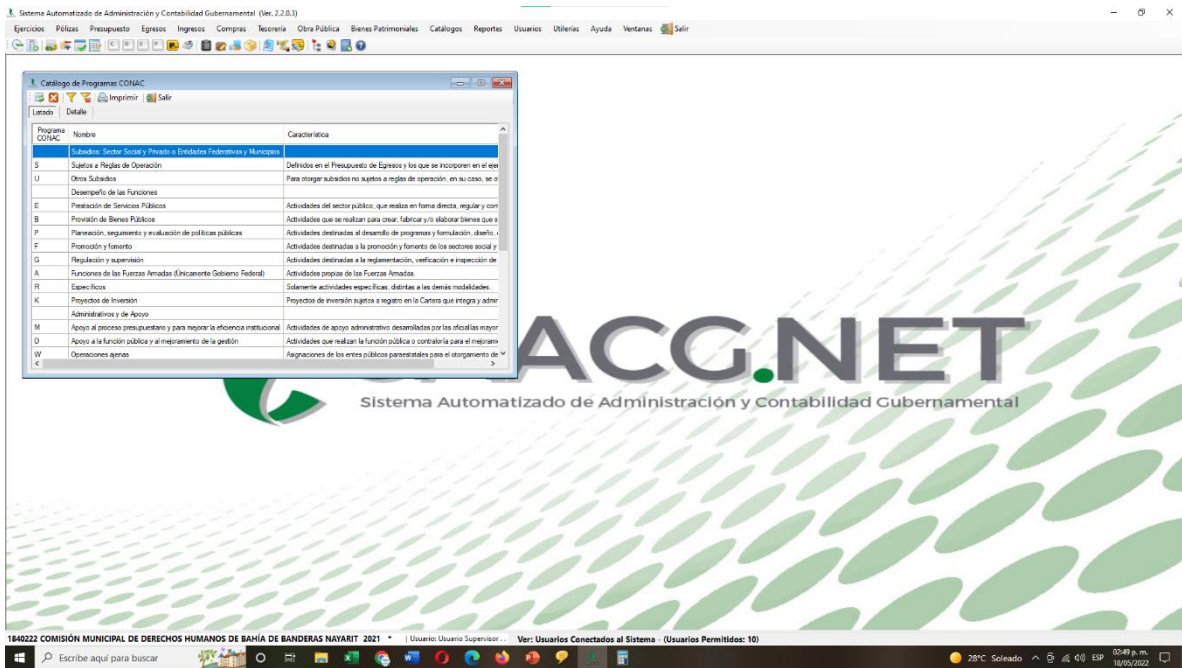 Sistema Automatizado de Administración y Contabilidad Gubernamental (Ver. 2.2.0.3)
Ejercicios Pólizas Presupuesto Egresos Ingresos Compras Tesorería Obra Pública Bienes Patrimoniales Catálogos Reportes Usuarios Utilerías Ayuda Ventanas Salir
Catálogo de Programas CONAC
Imprimir Salir
Listado Detalle
Programa CONAC Nombre Característica
Subsidios: Sector Social y Privado o Entidades Federativas y Municipios
S Sujetos a Reglas de Operación Definidos en el Presupuesto de Egresos y los que se incorporen en el ejer
U Otros Subsidios Para otorgar subsidios no sujetos a reglas de operación, en su caso, se o
Desempeño de las Funciones
E Prestación de Servicios Públicos Actividades del sector público, que realiza en forma directa, regular y con
B Provisión de Bienes Públicos Actividades que se realizan para crear, fabricar y/o elaborar bienes que s
P Planeación, seguimiento y evaluación de políticas públicas Actividades destinadas al desarrollo de programas y formulación, diseño,
F Promoción y fomento Actividades destinadas a la promoción y fomento de los sectores social y
G Regulación y supervisión Actividades destinadas a la reglamentación, verificación e inspección de
A Funciones de las Fuerzas Armadas (Únicamente Gobierno Federal) Actividades propias de las Fuerzas Armadas.
R Específicos Solamente actividades específicas, distintas a las demás modalidades.
K Proyectos de Inversión Proyectos de inversión sujetos a registro en la Cartera que integra y admir
Administrativos y de Apoyo
M Apoyo al proceso presupuestario y para mejorar la eficiencia institucional Actividades de apoyo administrativo desarrolladas por las oficialías mayor
O Apoyo a la función pública y al mejoramiento de la gestión Actividades que realizan la función pública o contraloría para el mejorami
W Operaciones ajenas Asignaciones de los entes públicos paraestatales para el otorgamiento de
ACG.NET
Sistema Automatizado de Administración y Contabilidad Gubernamental
1840222 COMISIÓN MUNICIPAL DE DERECHOS HUMANOS DE BAHÍA DE BANDERAS NAYARIT 2021 * | Usuario: Usuario Supervisor . . Ver: Usuarios Conectados al Sistema - (Usuarios Permitidos: 10)
Escribe aquí para buscar 28°C Soleado ESP 02:49 p. m.
18/05/2022